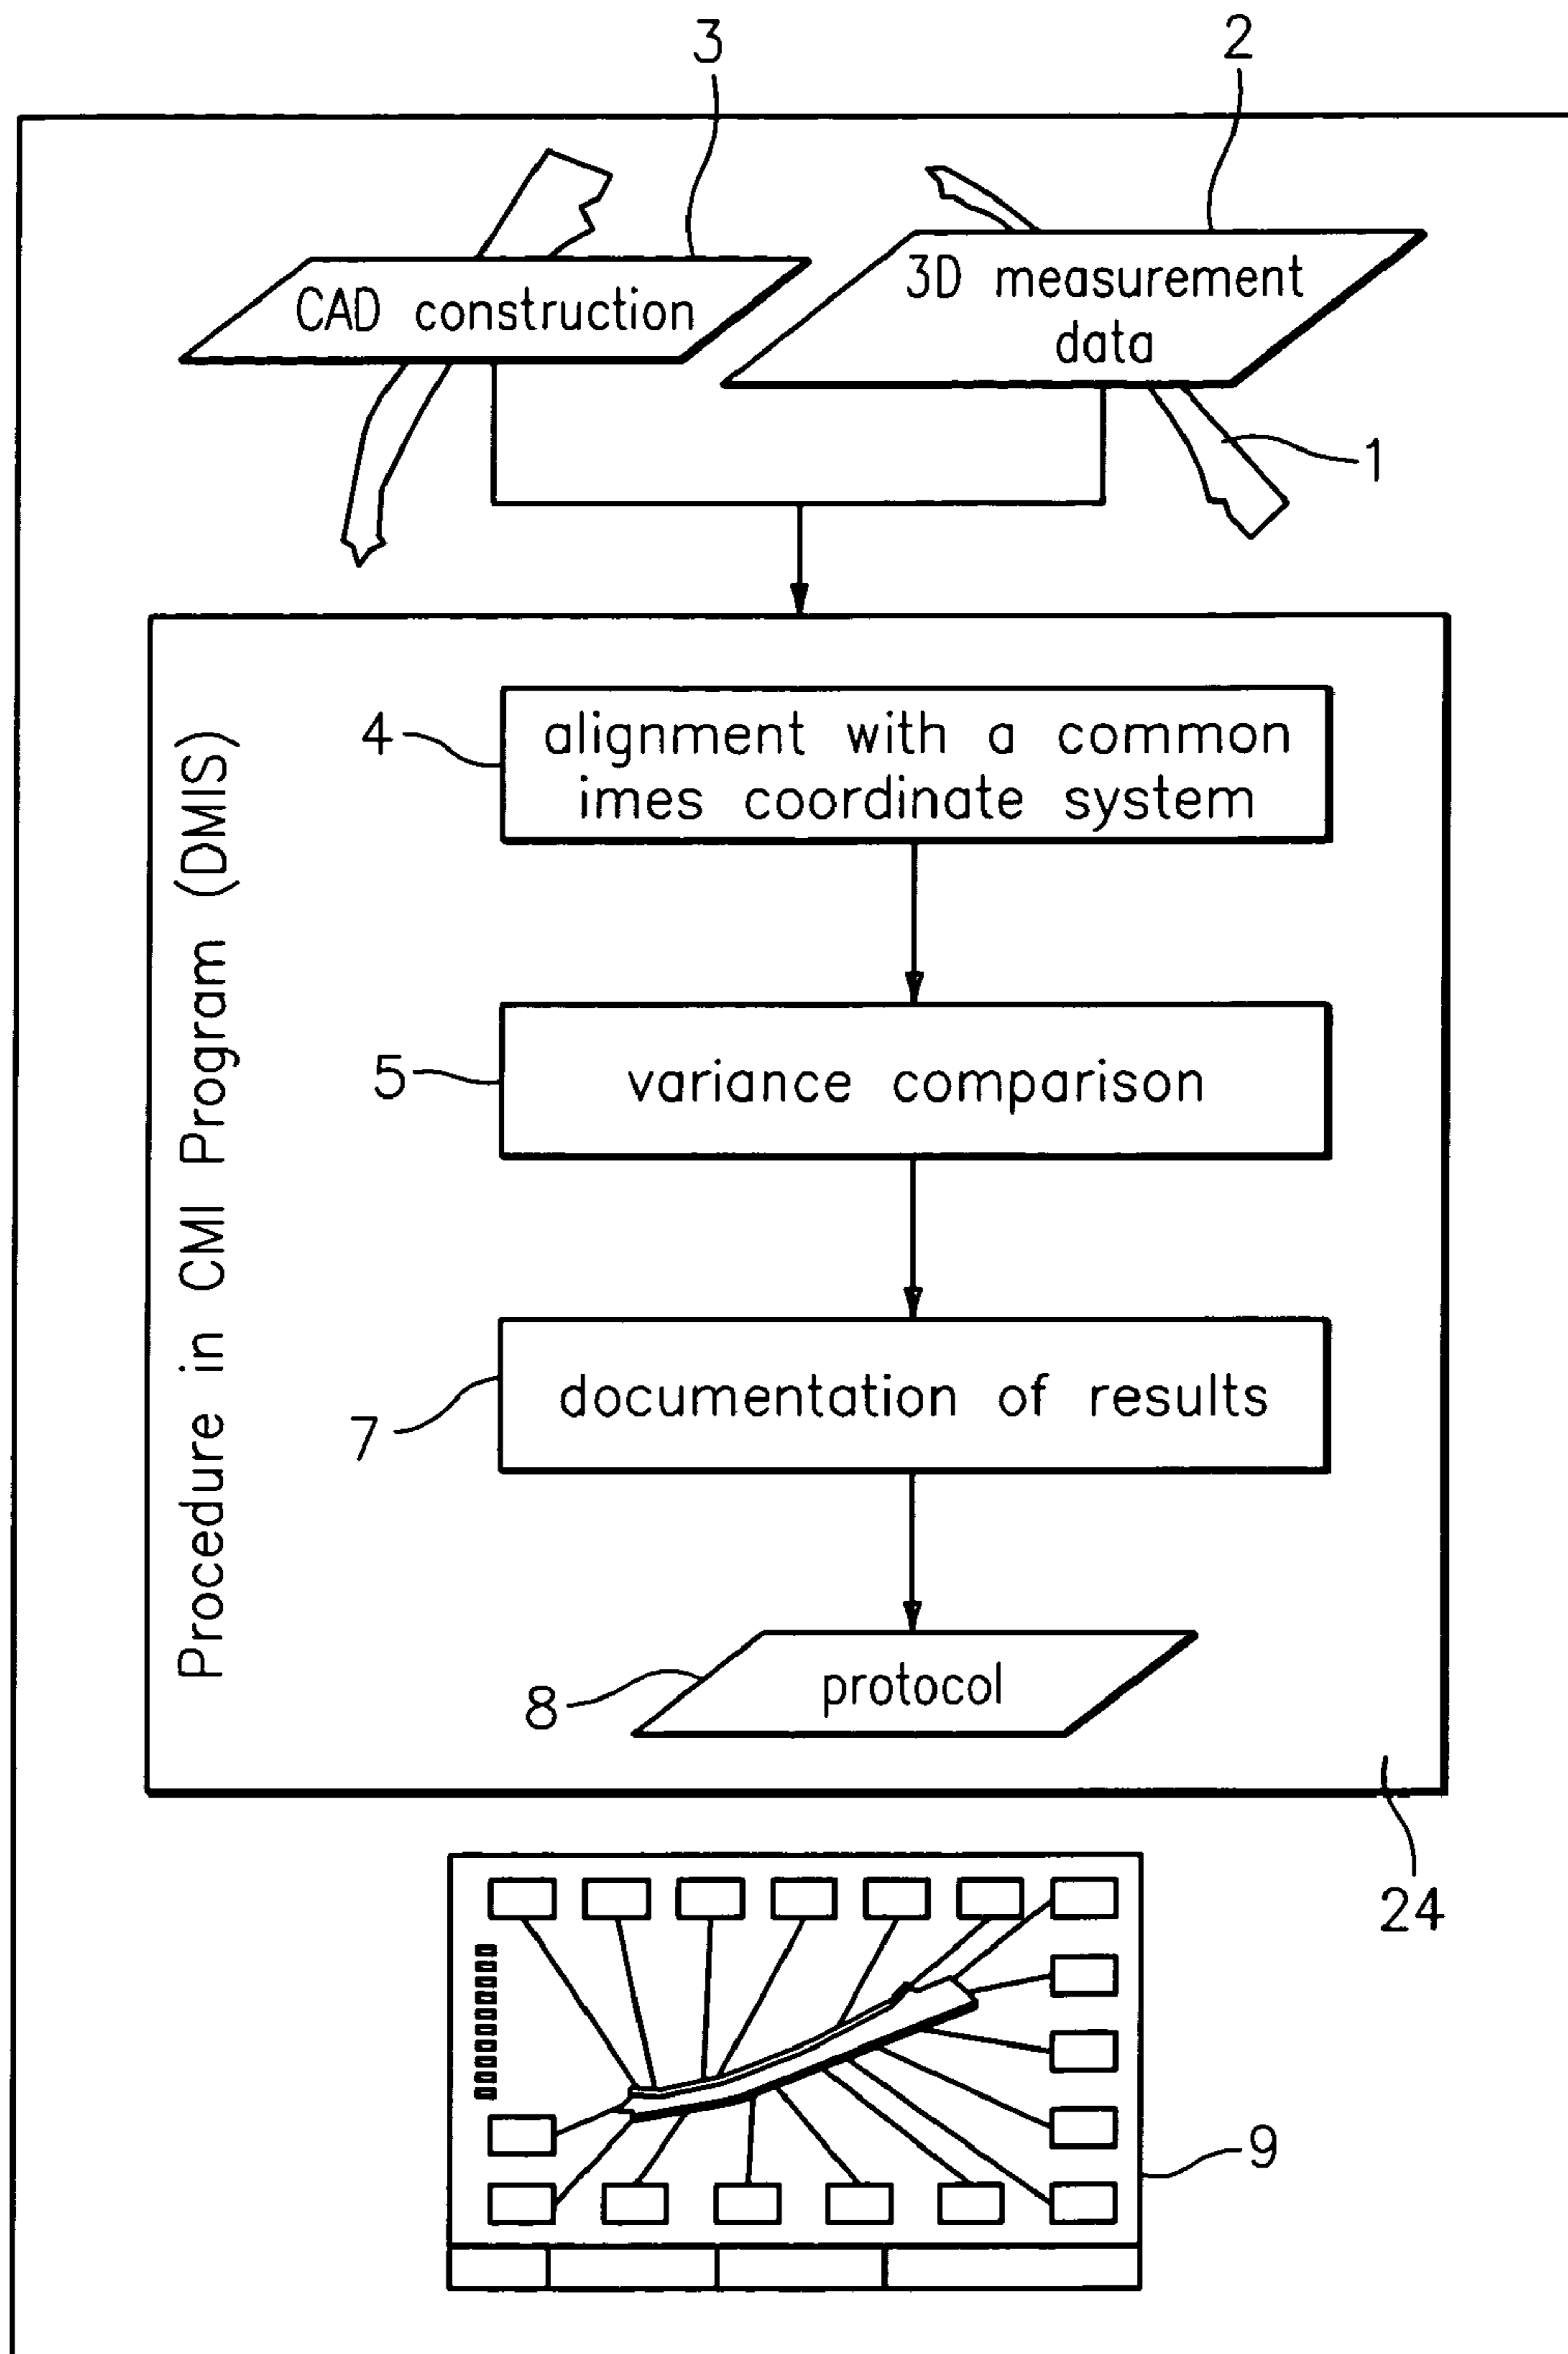 3
2
CAD construction
3D measurement
data
1
Procedure in CMI Program (DMIS)
4
alignment with a common
imes coordinate system
5
variance comparison
7
documentation of results
8
protocol
24
9